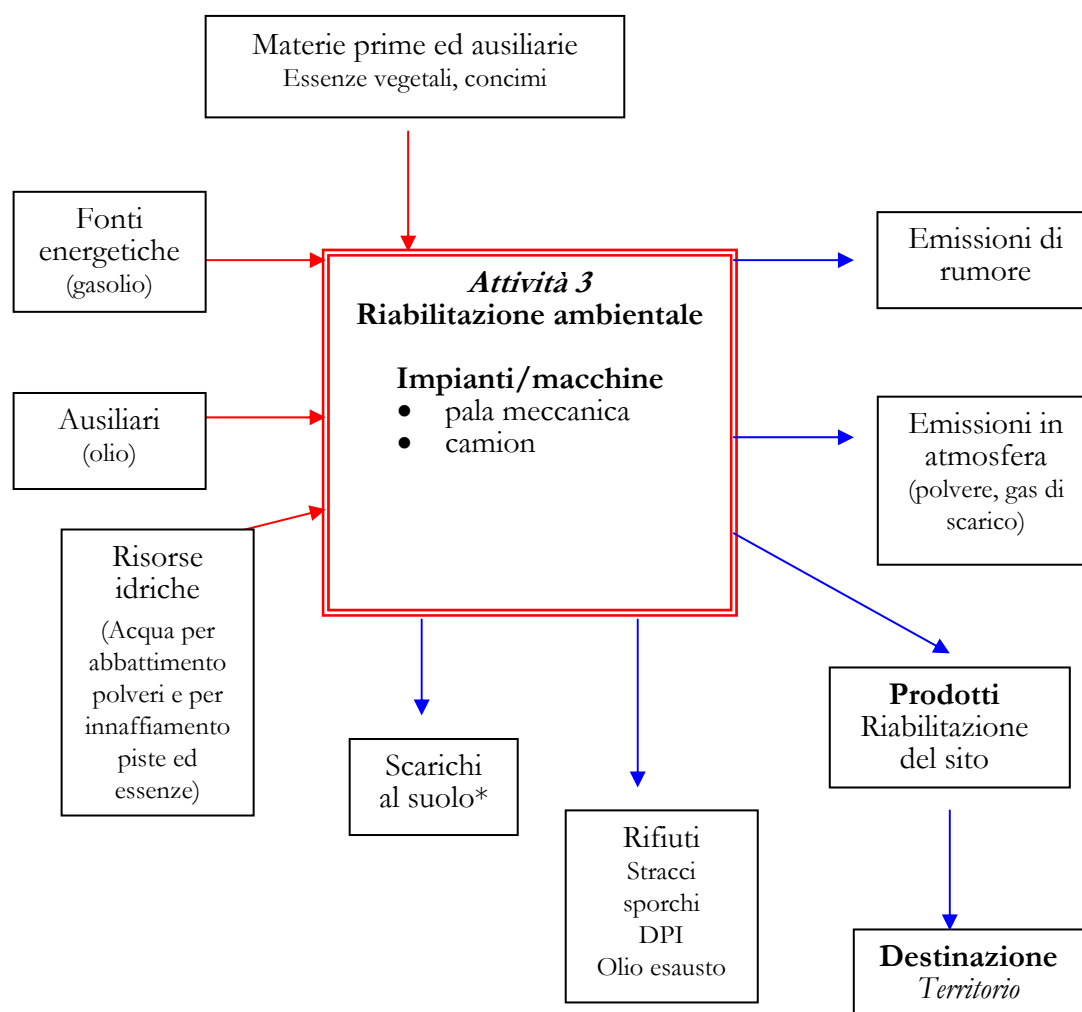 Materie prime ed ausiliarie
Essenze vegetali, concimi
Fonti
energetiche
(gasolio)
Emissioni di
rumore
Attività 3
Riabilitazione ambientale
Impianti/macchine
● pala meccanica
● camion
Ausiliari
(olio)
Emissioni in
atmosfera
(polvere, gas di
scarico)
Risorse
idriche
(Acqua per
abbattimento
polveri e per
innaffiamento
piste ed
essenze)
Scarichi
al suolo*
Rifiuti
Stracci
sporchi
DPI
Olio esausto
Prodotti
Riabilitazione
del sito
Destinazione
Territorio